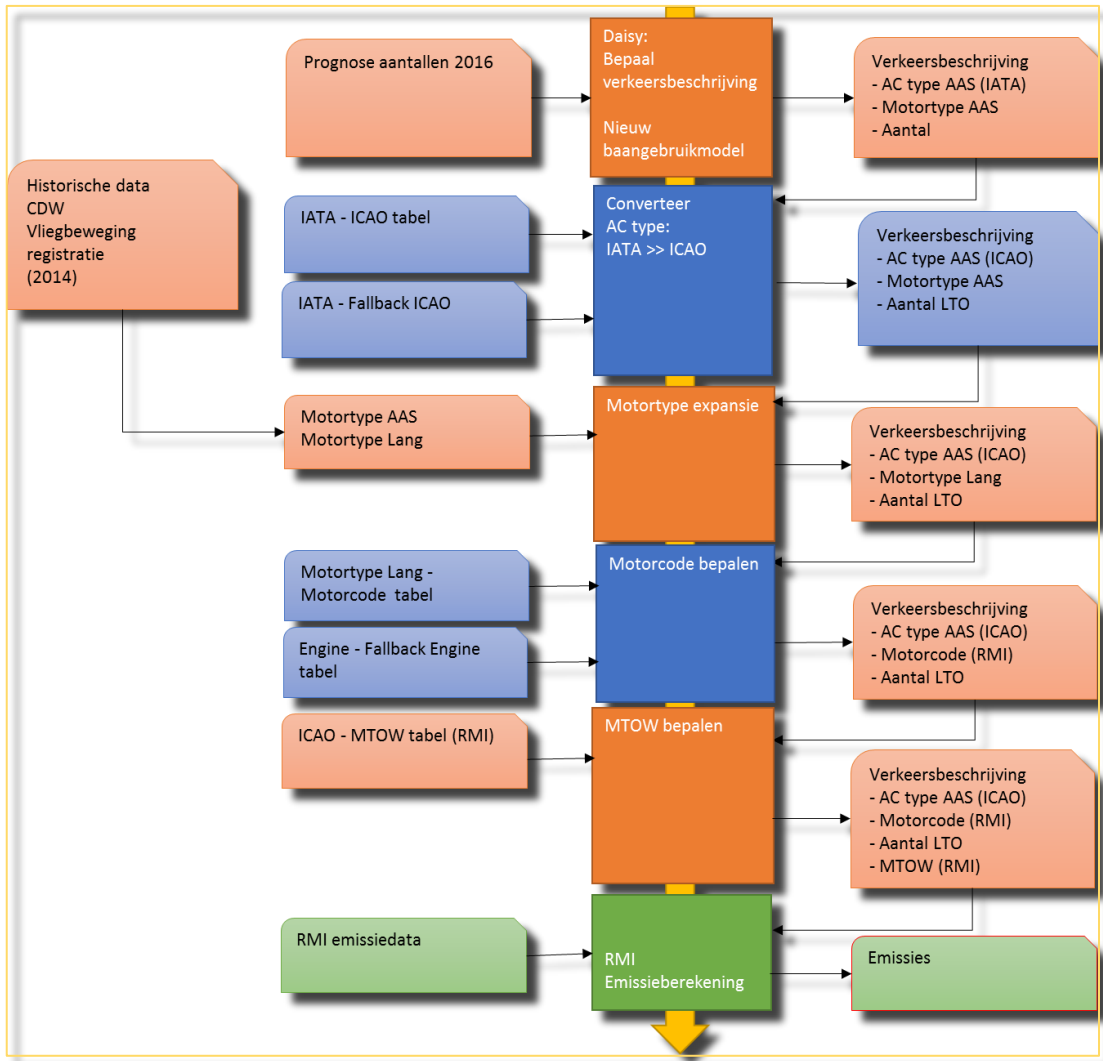 Prognose aantallen 2016
Daisy:
Bepaal
verkeersbeschrijving
Nieuw
baangebruikmodel
Verkeersbeschrijving
- AC type AAS (IATA)
- Motortype AAS
- Aantal
Historische data
CDW
Vliegbeweging
registratie
(2014)
IATA - ICAO tabel
IATA - Fallback ICAO
Converteer
AC type:
IATA >> ICAO
Verkeersbeschrijving
- AC type AAS (ICAO)
- Motortype AAS
- Aantal LTO
Motortype AAS
Motortype Lang
Motortype expansie
Verkeersbeschrijving
- AC type AAS (ICAO)
- Motortype Lang
- Aantal LTO
Motortype Lang -
Motorcode tabel
Engine - Fallback Engine
tabel
Motorcode bepalen
Verkeersbeschrijving
- AC type AAS (ICAO)
- Motorcode (RMI)
- Aantal LTO
ICAO - MTOW tabel (RMI)
MTOW bepalen
Verkeersbeschrijving
- AC type AAS (ICAO)
- Motorcode (RMI)
- Aantal LTO
- MTOW (RMI)
RMI emissiedata
RMI
Emissieberekening
Emissies